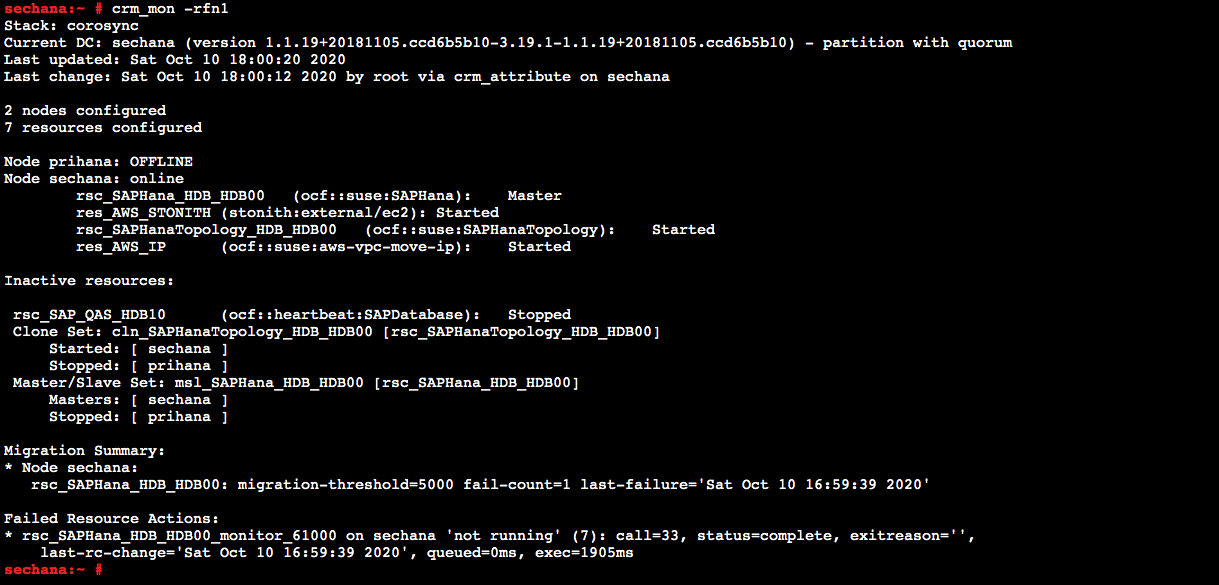 sechana:~ # crm_mon -rfn1
Stack: corosync
Current DC: sechana (version 1.1.19+20181105.ccd6b5b10-3.19.1-1.1.19+20181105.ccd6b5b10) - partition with quorum
Last updated: Sat Oct 10 18:00:20 2020
Last change: Sat Oct 10 18:00:12 2020 by root via crm_attribute on sechana

2 nodes configured
7 resources configured

Node prihana: OFFLINE
Node sechana: online
        rsc_SAPHana_HDB_HDB00   (ocf::suse:SAPHana):    Master
        res_AWS_STONITH (stonith:external/ec2): Started
        rsc_SAPHanaTopology_HDB_HDB00   (ocf::suse:SAPHanaTopology):    Started
        res_AWS_IP      (ocf::suse:aws-vpc-move-ip):    Started

Inactive resources:

 rsc_SAP_QAS_HDB10      (ocf::heartbeat:SAPDatabase):   Stopped
 Clone Set: cln_SAPHanaTopology_HDB_HDB00 [rsc_SAPHanaTopology_HDB_HDB00]
     Started: [ sechana ]
     Stopped: [ prihana ]
 Master/Slave Set: msl_SAPHana_HDB_HDB00 [rsc_SAPHana_HDB_HDB00]
     Masters: [ sechana ]
     Stopped: [ prihana ]

Migration Summary:
* Node sechana:
   rsc_SAPHana_HDB_HDB00: migration-threshold=5000 fail-count=1 last-failure='Sat Oct 10 16:59:39 2020'

Failed Resource Actions:
* rsc_SAPHana_HDB_HDB00_monitor_61000 on sechana 'not running' (7): call=33, status=complete, exitreason='',
    last-rc-change='Sat Oct 10 16:59:39 2020', queued=0ms, exec=1905ms
sechana:~ #